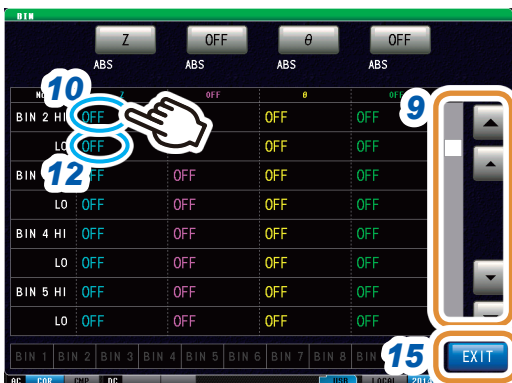 BIN
Z OFF θ OFF
ABS ABS ABS ABS
10 Z OFF θ OFF 9
BIN 2 HI OFF OFF OFF
LO OFF OFF OFF
12
BIN OFF OFF OFF OFF
LO OFF OFF OFF OFF
BIN 4 HI OFF OFF OFF OFF
LO OFF OFF OFF OFF
BIN 5 HI OFF OFF OFF OFF
LO OFF OFF OFF OFF
BIN 1 BIN 2 BIN 3 BIN 4 BIN 5 BIN 6 BIN 7 BIN 8 BIN 15 EXIT
AC COR CMP DC USB LOCAL